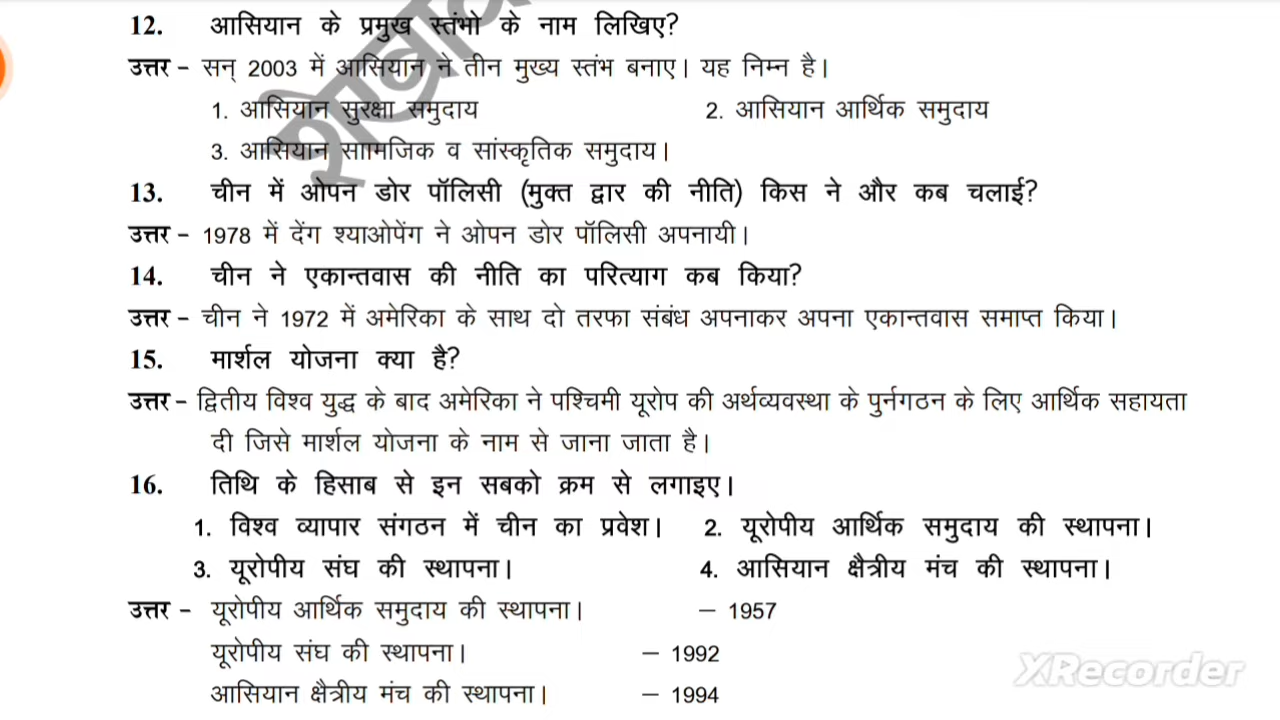 12. आसियान के प्रमुख स्तंभो के नाम लिखिए?
उत्तर – सन् 2003 में आसियान ने तीन मुख्य स्तंभ बनाए। यह निम्न है।
1. आसियान सुरक्षा समुदाय 2. आसियान आर्थिक समुदाय
3. आसियान सामजिक व सांस्कृतिक समुदाय।
13. चीन में ओपन डोर पॉलिसी (मुक्त द्वार की नीति) किस ने और कब चलाई?
उत्तर – 1978 में देंग श्याओपेंग ने ओपन डोर पॉलिसी अपनायी।
14. चीन ने एकान्तवास की नीति का परित्याग कब किया?
उत्तर – चीन ने 1972 में अमेरिका के साथ दो तरफा संबंध अपनाकर अपना एकान्तवास समाप्त किया।
15. मार्शल योजना क्या है?
उत्तर – द्वितीय विश्व युद्ध के बाद अमेरिका ने पश्चिमी यूरोप की अर्थव्यवस्था के पुर्नगठन के लिए आर्थिक सहायता
दी जिसे मार्शल योजना के नाम से जाना जाता है।
16. तिथि के हिसाब से इन सबको क्रम से लगाइए।
1. विश्व व्यापार संगठन में चीन का प्रवेश। 2. यूरोपीय आर्थिक समुदाय की स्थापना।
3. यूरोपीय संघ की स्थापना। 4. आसियान क्षैत्रीय मंच की स्थापना।
उत्तर – यूरोपीय आर्थिक समुदाय की स्थापना। – 1957
यूरोपीय संघ की स्थापना। – 1992
आसियान क्षैत्रीय मंच की स्थापना। – 1994
XRecorder